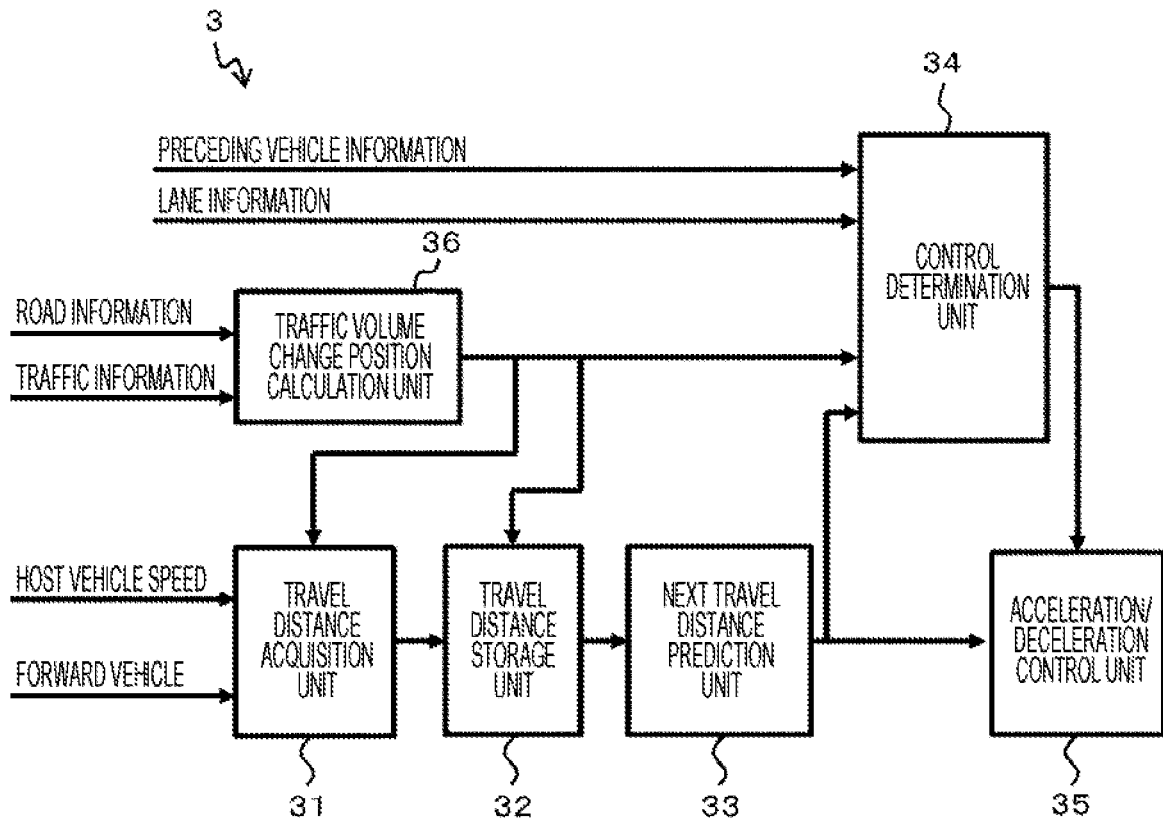 3
34
PRECEDING VEHICLE INFORMATION
LANE INFORMATION
36
CONTROL
DETERMINATION
UNIT
ROAD INFORMATION
TRAFFIC INFORMATION
TRAFFIC VOLUME
CHANGE POSITION
CALCULATION UNIT
HOST VEHICLE SPEED
FORWARD VEHICLE
TRAVEL
DISTANCE
ACQUISITION
UNIT
TRAVEL
DISTANCE
STORAGE
UNIT
NEXT TRAVEL
DISTANCE
PREDICTION
UNIT
ACCELERATION/
DECELERATION
CONTROL UNIT
31
32
33
35